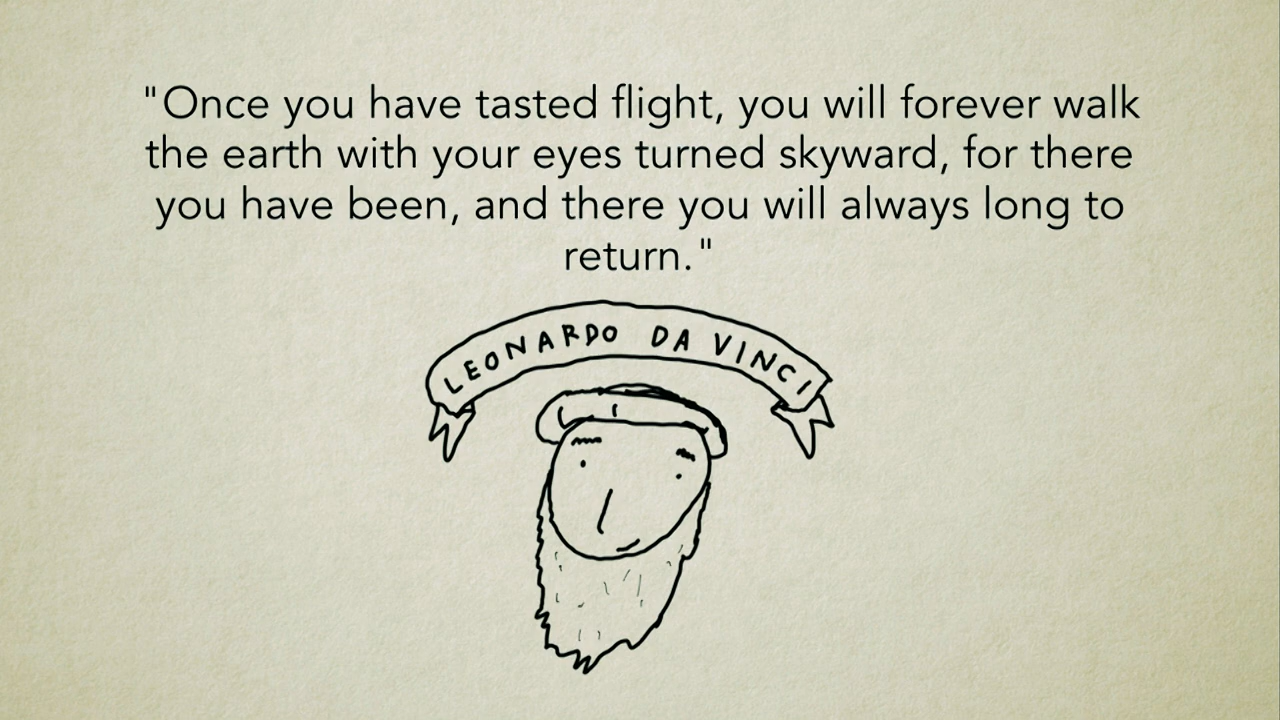 "Once you have tasted flight, you will forever walk
the earth with your eyes turned skyward, for there
you have been, and there you will always long to
return."
LEONARDO DA VINCI